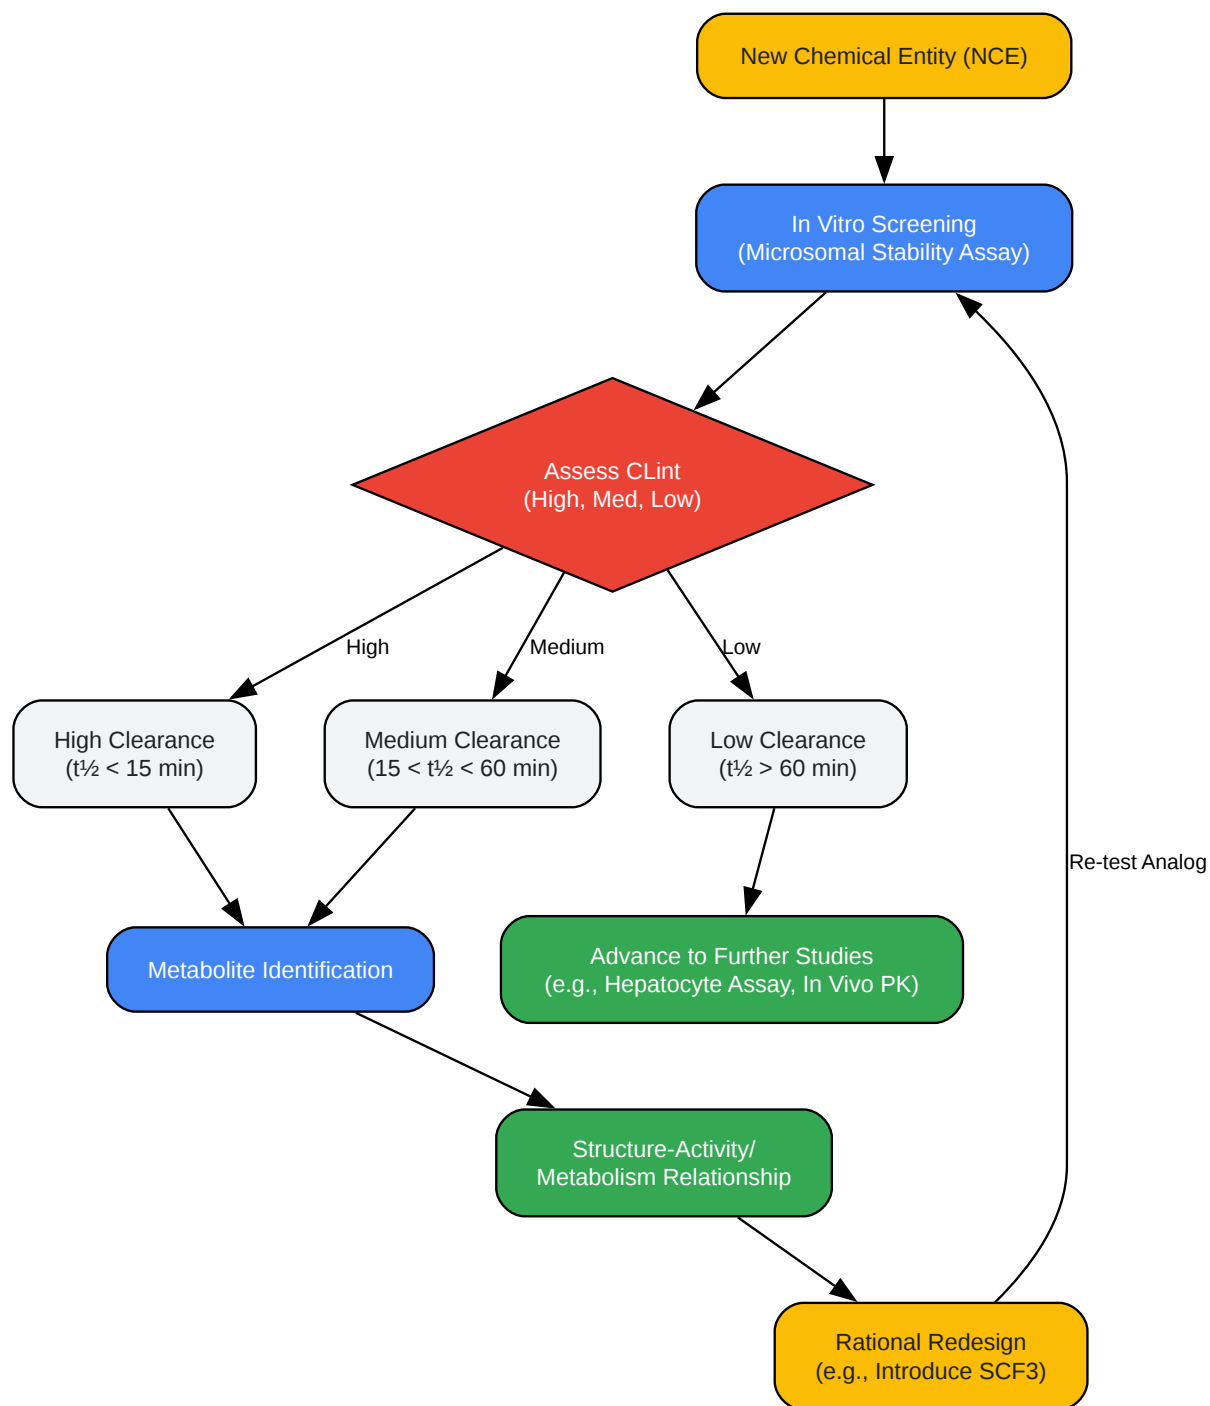 New Chemical Entity (NCE)
In Vitro Screening
(Microsomal Stability Assay)
Assess CLint
(High, Med, Low)
High
Medium
Low
High Clearance
(t½ < 15 min)
Medium Clearance
(15 < t½ < 60 min)
Low Clearance
(t½ > 60 min)
Re-test Analog
Metabolite Identification
Advance to Further Studies
(e.g., Hepatocyte Assay, In Vivo PK)
Structure-Activity/
Metabolism Relationship
Rational Redesign
(e.g., Introduce SCF3)